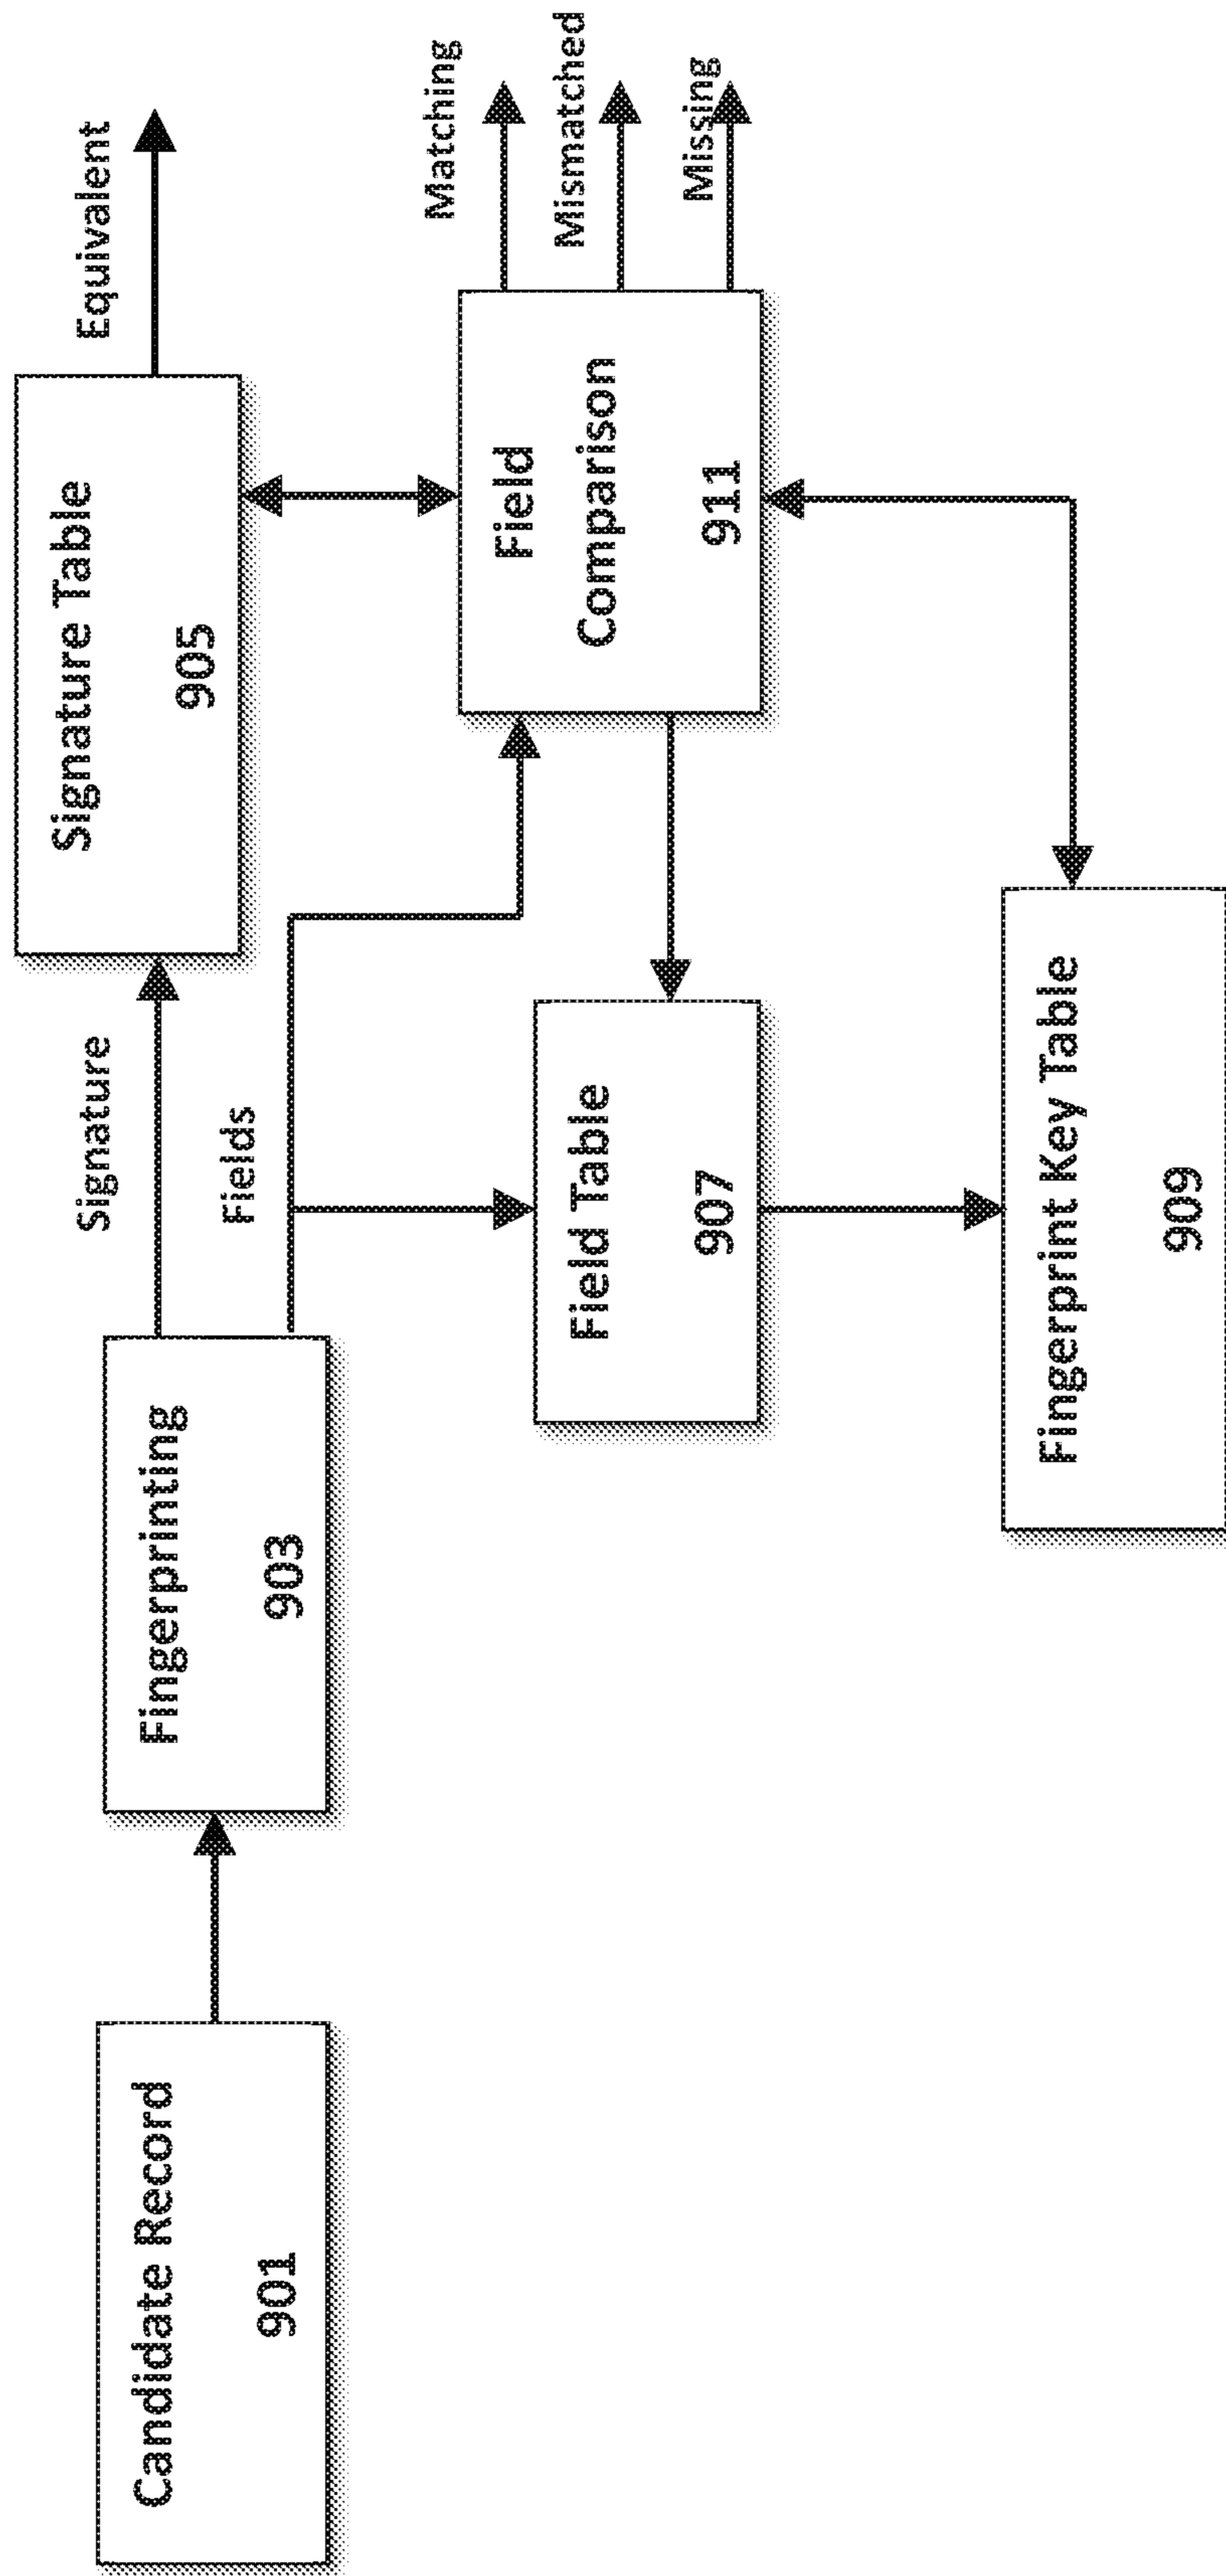 Candidate Record
901
Fingerprinting
903
Signature
Fields
Signature Table
905
Equivalent
Field Table
907
Field
Comparison
911
Matching
Mismatched
Missing
Fingerprint Key Table
909